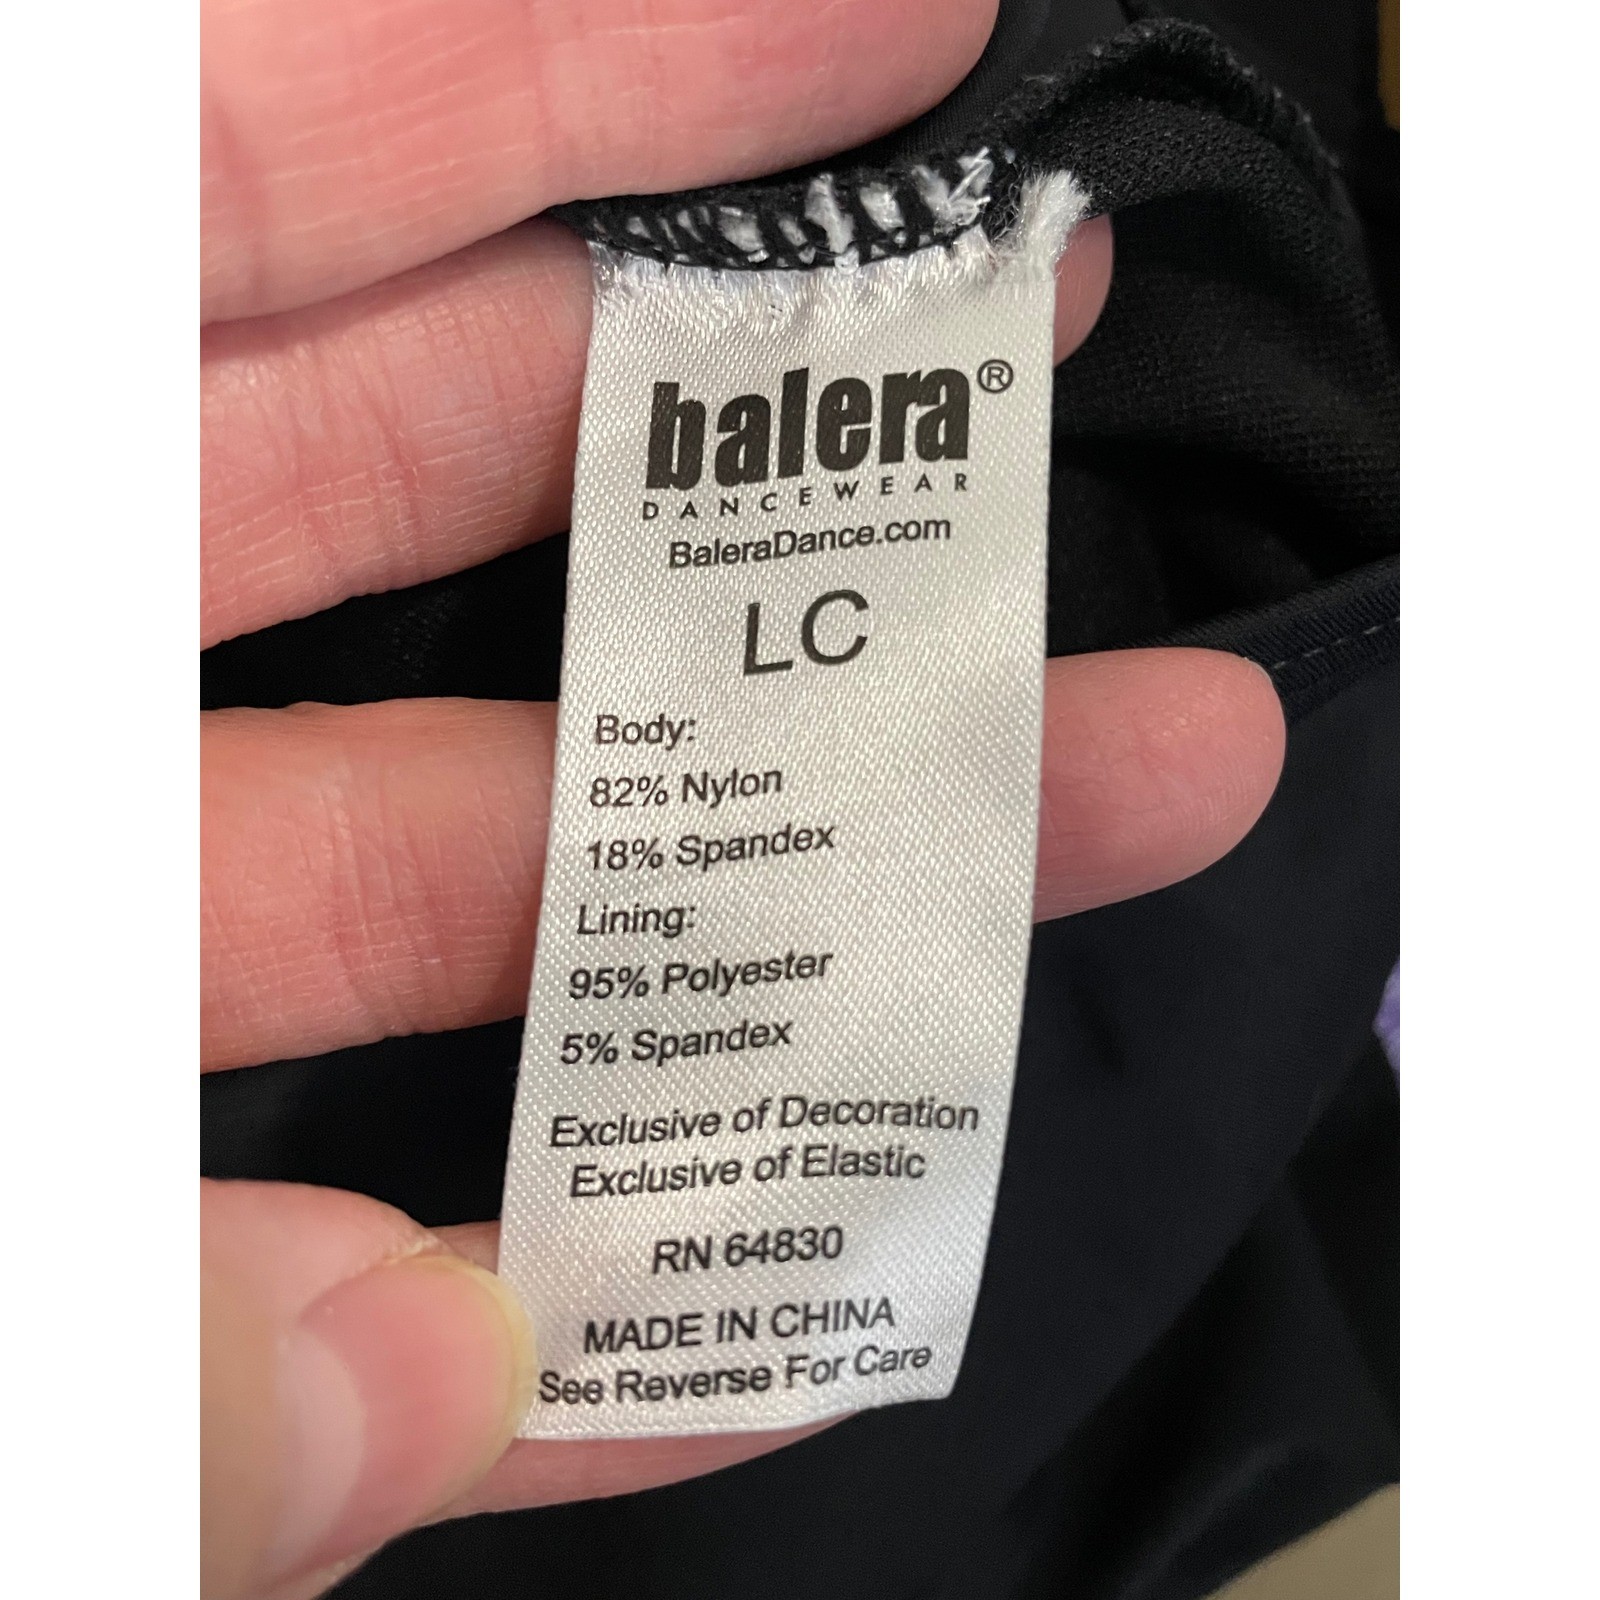 balera®
DANCEWEAR
BaleraDance.com
LC
Body:
82% Nylon
18% Spandex
Lining:
95% Polyester
5% Spandex
Exclusive of Decoration
Exclusive of Elastic
RN 64830
MADE IN CHINA
See Reverse For Care